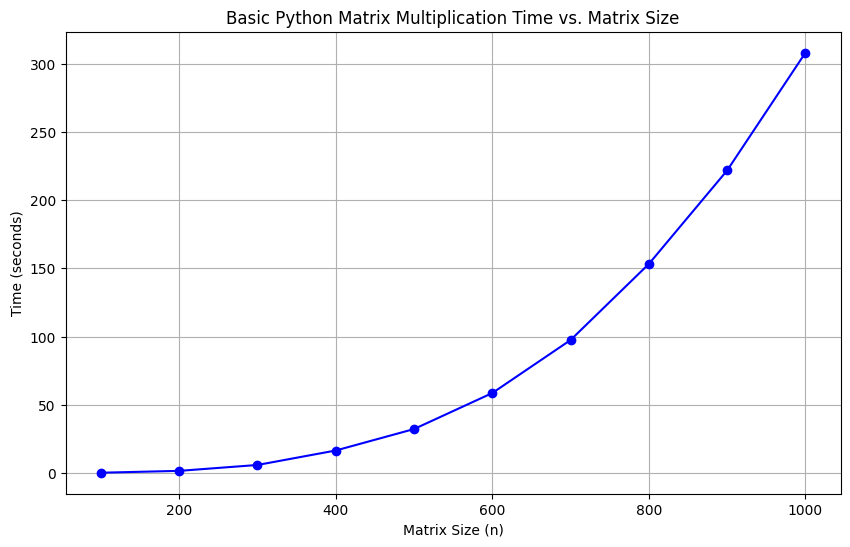 Basic Python Matrix Multiplication Time vs. Matrix Size
Time (seconds)
300
250
200
150
100
50
0
200 400 600 800 1000
Matrix Size (n)